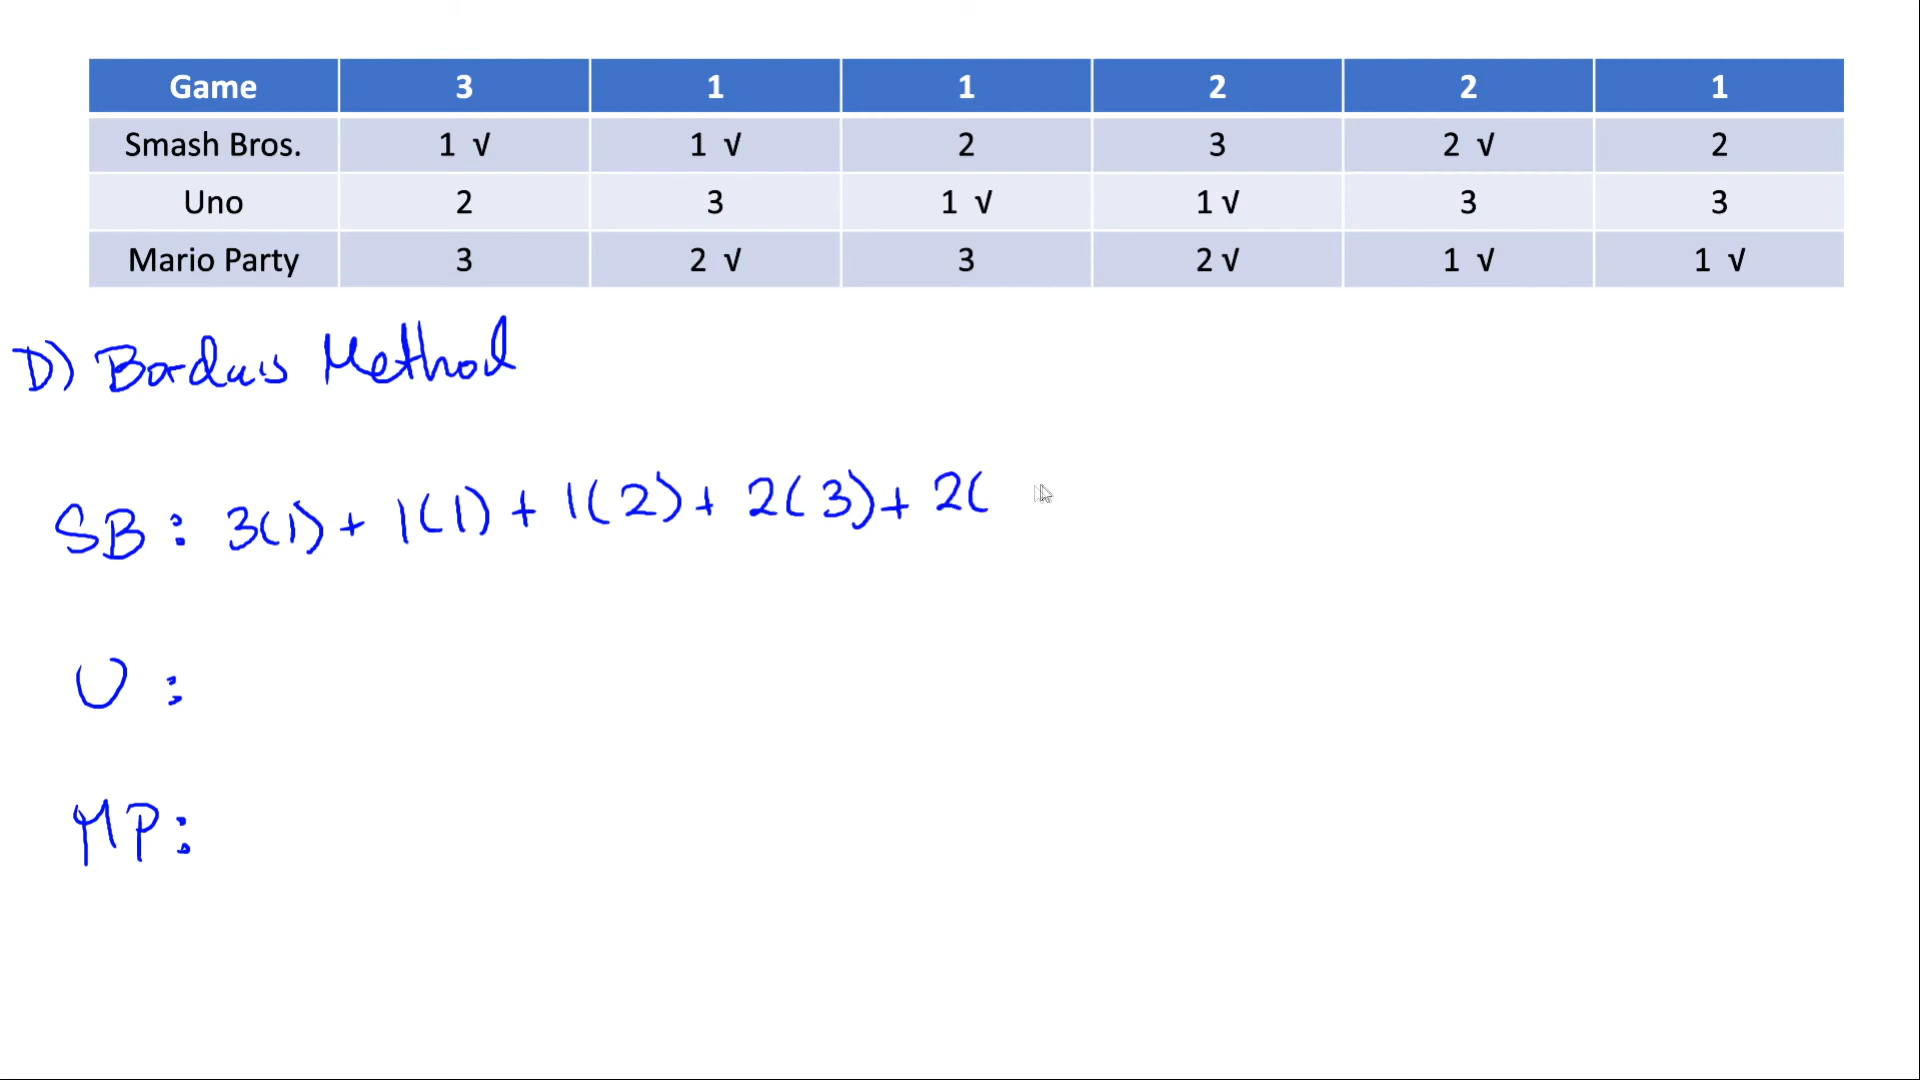 Game 3 1 1 2 2 1
Smash Bros. 1 √ 1 √ 2 3 2 √ 2
Uno 2 3 1 √ 1 √ 3 3
Mario Party 3 2 √ 3 2 √ 1 √ 1 √
D) Borda's Method
SB : 3(1) + 1(1) + 1(2) + 2(3) + 2(
U :
MP :